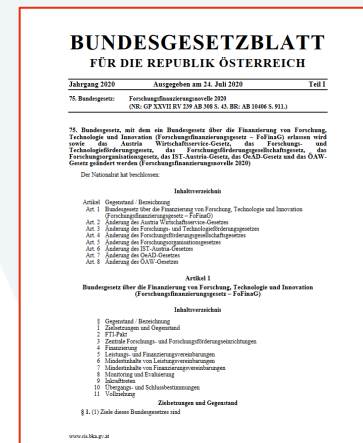 BUNDESGESETZBLATT
FÜR DIE REPUBLIK ÖSTERREICH
Jahrgang 2020 Ausgegeben am 24. Juli 2020 Teil I
75. Bundesgesetz: Forschungsfinanzierungsnovelle 2020
(NR: GP XXVII RV 239 AB 308 S. 43. BR: AB 10406 S. 911.)
75. Bundesgesetz, mit dem ein Bundesgesetz über die Finanzierung von Forschung,
Technologie und Innovation (Forschungsfinanzierungsgesetz – FoFinaG) erlassen wird
sowie das Austria Wirtschaftsservice-Gesetz, das Forschungs- und
Technologieförderungsgesetz, das Forschungsförderungsgesellschaftsgesetz, das
Forschungsorganisationsgesetz, das IST-Austria-Gesetz, das OeAD-Gesetz und das ÖAW-
Gesetz geändert werden (Forschungsfinanzierungsnovelle 2020)
Der Nationalrat hat beschlossen:
Inhaltsverzeichnis
Artikel Gegenstand / Bezeichnung
Art. 1 Bundesgesetz über die Finanzierung von Forschung, Technologie und Innovation
(Forschungsfinanzierungsgesetz – FoFinaG)
Art. 2 Änderung des Austria Wirtschaftsservice-Gesetzes
Art. 3 Änderung des Forschungs- und Technologieförderungsgesetzes
Art. 4 Änderung des Forschungsförderungsgesellschaftsgesetzes
Art. 5 Änderung des Forschungsorganisationsgesetzes
Art. 6 Änderung des IST-Austria-Gesetzes
Art. 7 Änderung des OeAD-Gesetzes
Art. 8 Änderung des ÖAW-Gesetzes
Artikel 1
Bundesgesetz über die Finanzierung von Forschung, Technologie und Innovation
(Forschungsfinanzierungsgesetz – FoFinaG)
Inhaltsverzeichnis
§ Gegenstand / Bezeichnung
1 Zielsetzungen und Gegenstand
2 FTI-Pakt
3 Zentrale Forschungs- und Forschungsfördereinrichtungen
4 Finanzierung
5 Leistungs- und Finanzierungsvereinbarungen
6 Mindestinhalte von Leistungsvereinbarungen
7 Mindestinhalte von Finanzierungsvereinbarungen
8 Monitoring und Evaluierung
9 Inkrafttreten
10 Übergangs- und Schlussbestimmungen
11 Vollziehung
Zielsetzungen und Gegenstand
§ 1. (1) Ziele dieses Bundesgesetzes sind
www.ris.bka.gv.at